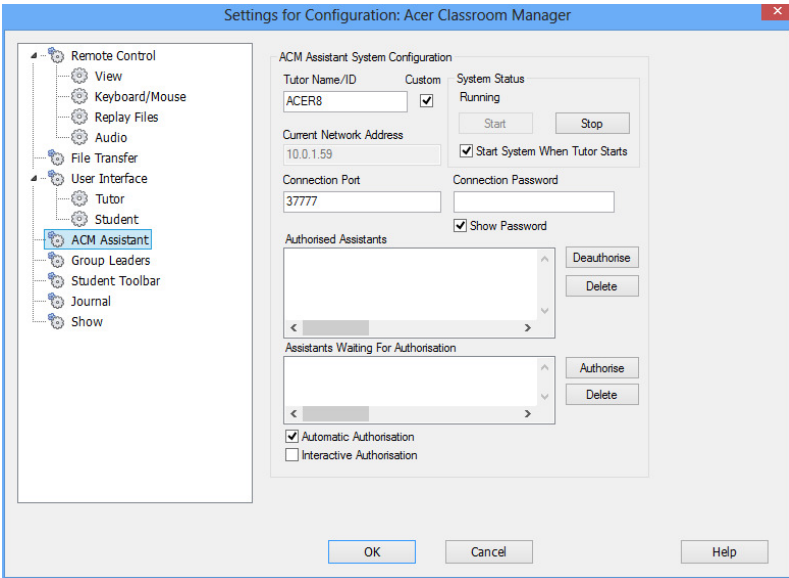 Settings for Configuration: Acer Classroom Manager
Remote Control
View
Keyboard/Mouse
Replay Files
Audio
File Transfer
User Interface
Tutor
Student
ACM Assistant
Group Leaders
Student Toolbar
Journal
Show
ACM Assistant System Configuration
Tutor Name/ID
Custom
ACER8
System Status
Running
Start
Stop
Start System When Tutor Starts
Current Network Address
10.0.1.59
Connection Port
37777
Connection Password
Show Password
Authorised Assistants
Deauthorise
Delete
Assistants Waiting For Authorisation
Authorise
Delete
Automatic Authorisation
Interactive Authorisation
OK
Cancel
Help